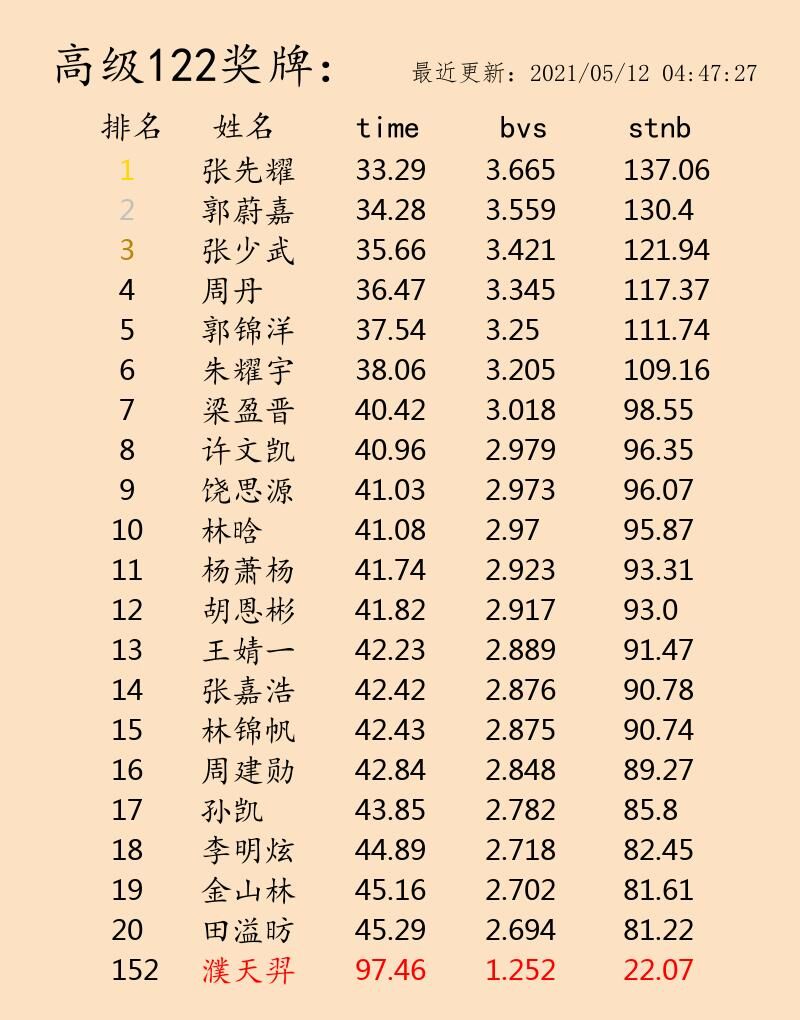 高级122奖牌：
最近更新：2021/05/12 04:47:27
排名 姓名 time bvs stnb
1 张先耀 33.29 3.665 137.06
2 郭蔚嘉 34.28 3.559 130.4
3 张少武 35.66 3.421 121.94
4 周丹 36.47 3.345 117.37
5 郭锦洋 37.54 3.25 111.74
6 朱耀宇 38.06 3.205 109.16
7 梁盈晋 40.42 3.018 98.55
8 许文凯 40.96 2.979 96.35
9 饶思源 41.03 2.973 96.07
10 林晗 41.08 2.97 95.87
11 杨萧杨 41.74 2.923 93.31
12 胡恩彬 41.82 2.917 93.0
13 王婧一 42.23 2.889 91.47
14 张嘉浩 42.42 2.876 90.78
15 林锦帆 42.43 2.875 90.74
16 周建勋 42.84 2.848 89.27
17 孙凯 43.85 2.782 85.8
18 李明炫 44.89 2.718 82.45
19 金山林 45.16 2.702 81.61
20 田溢昉 45.29 2.694 81.22
152 濮天羿 97.46 1.252 22.07